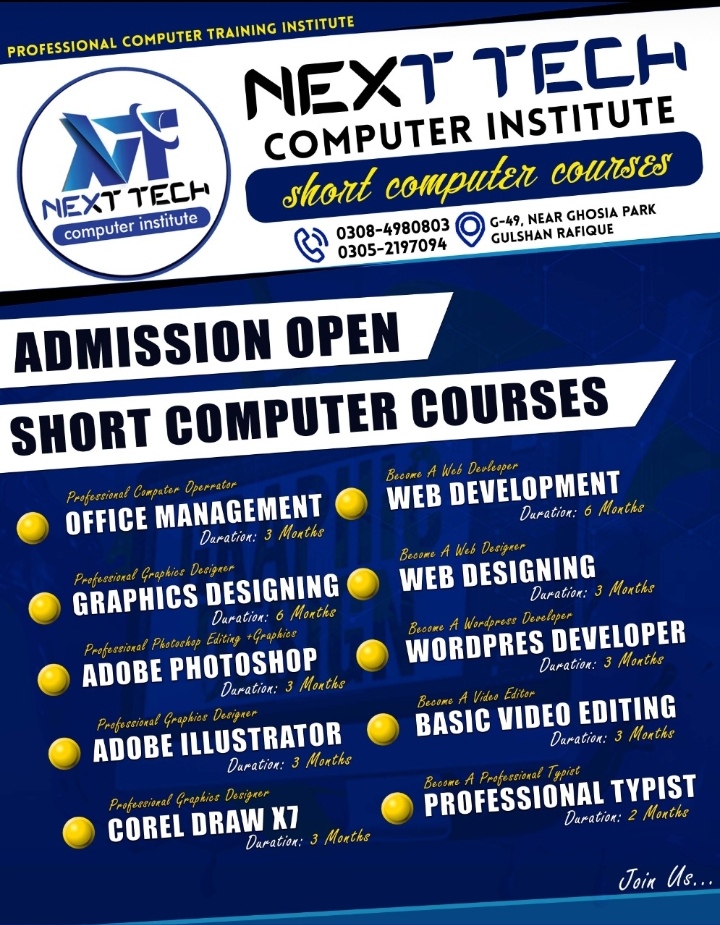 PROFESSIONAL COMPUTER TRAINING INSTITUTE
NEXT TECH
computer institute
NEXT TECH
COMPUTER INSTITUTE
short computer courses
0308-4980803
0305-2197094
G-49, NEAR GHOSIA PARK
GULSHAN RAFIQUE
ADMISSION OPEN
SHORT COMPUTER COURSES
Professional Computer Operrator
OFFICE MANAGEMENT
Duration: 3 Months
Professional Graphics Designer
GRAPHICS DESIGNING
Duration: 6 Months
Professional Photoshop Editing +Graphics
ADOBE PHOTOSHOP
Duration: 3 Months
Professional Graphics Designer
ADOBE ILLUSTRATOR
Duration: 3 Months
Professional Graphics Designer
COREL DRAW X7
Duration: 3 Months
Become A Web Devleoper
WEB DEVELOPMENT
Duration: 6 Months
Become A Web Designer
WEB DESIGNING
Duration: 3 Months
Become A Wordpress Developer
WORDPRES DEVELOPER
Duration: 3 Months
Become A Video Editor
BASIC VIDEO EDITING
Duration: 3 Months
Become A Professional Typist
PROFESSIONAL TYPIST
Duration: 2 Months
Join Us...